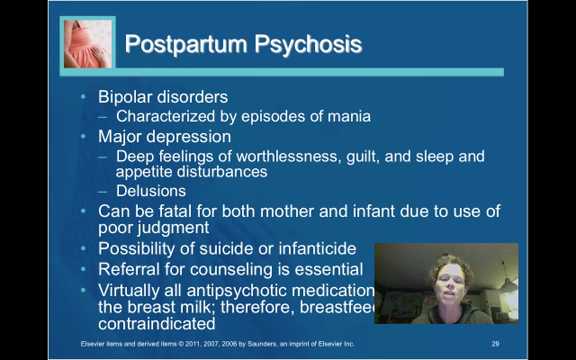 Postpartum Psychosis
• Bipolar disorders
– Characterized by episodes of mania
• Major depression
– Deep feelings of worthlessness, guilt, and sleep and
appetite disturbances
– Delusions
• Can be fatal for both mother and infant due to use of
poor judgment
• Possibility of suicide or infanticide
• Referral for counseling is essential
• Virtually all antipsychotic medication
the breast milk; therefore, breastfee
contraindicated
Elsevier items and derived items © 2011, 2007, 2006 by Saunders, an imprint of Elsevier Inc.
29